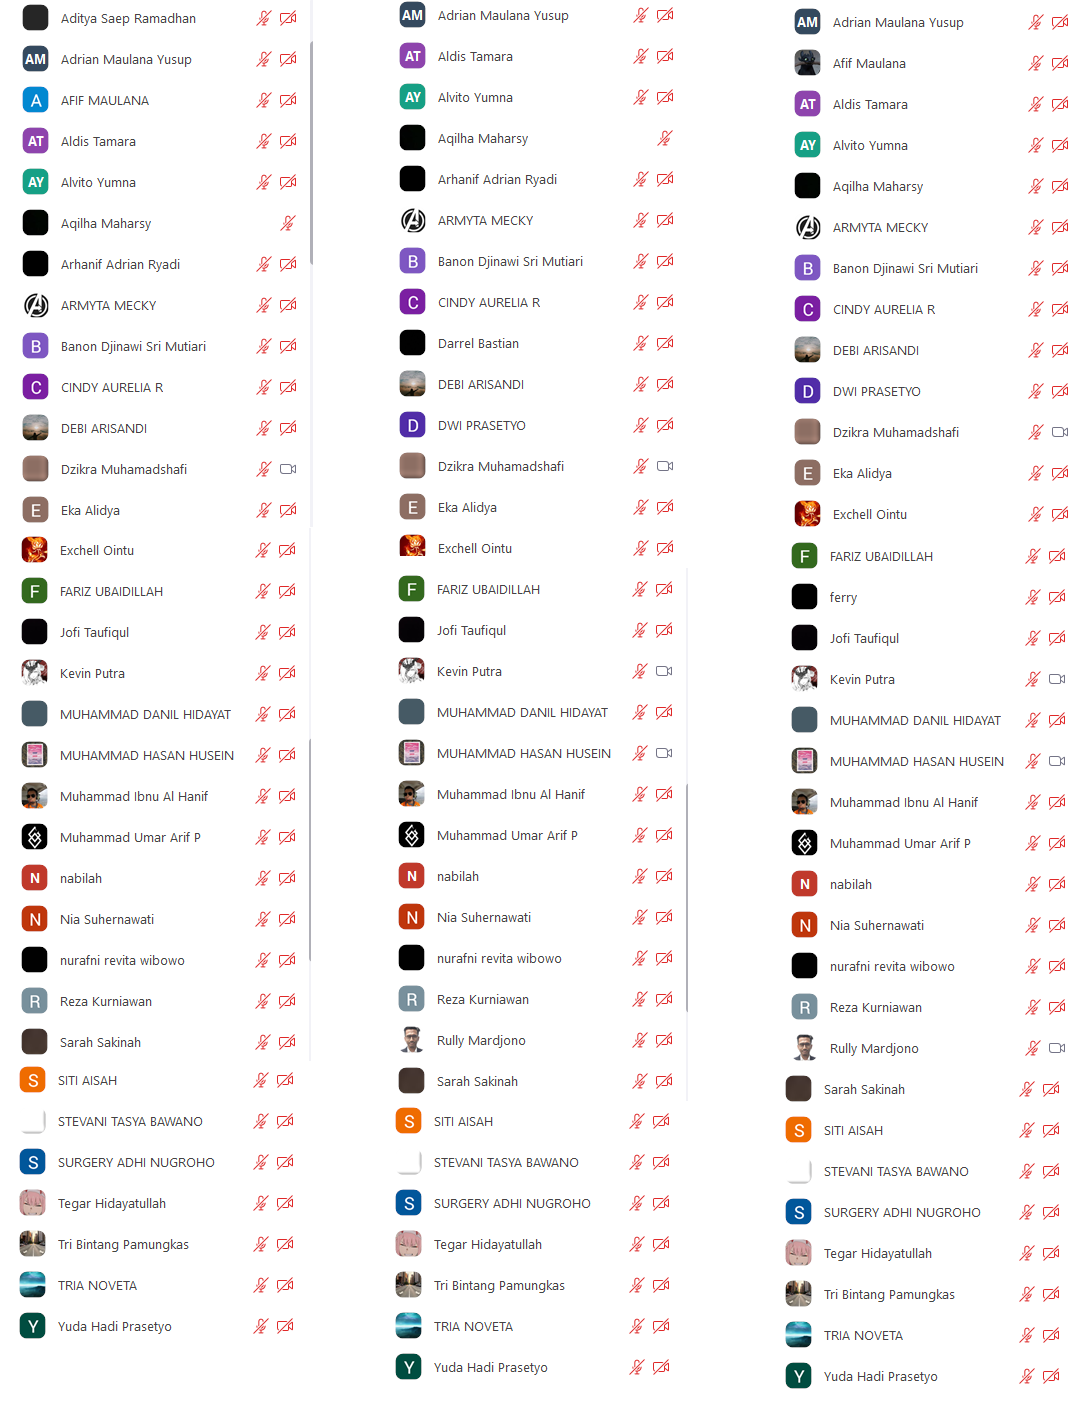 Aditya Saep Ramadhan
AM Adrian Maulana Yusup
A AFIF MAULANA
AT Aldis Tamara
AY Alvito Yumna
Aqilha Maharsy
Arhanif Adrian Ryadi
ARMYTA MECKY
B Banon Djinawi Sri Mutiari
C CINDY AURELIA R
DEBI ARISANDI
Dzikra Muhamadshafi
E Eka Alidya
Exchell Ointu
F FARIZ UBAIDILLAH
Jofi Taufiqul
Kevin Putra
MUHAMMAD DANIL HIDAYAT
MUHAMMAD HASAN HUSEIN
Muhammad Ibnu Al Hanif
Muhammad Umar Arif P
N nabilah
N Nia Suhernawati
nurafni revita wibowo
R Reza Kurniawan
Sarah Sakinah
S SITI AISAH
STEVANI TASYA BAWANO
S SURGERY ADHI NUGROHO
Tegar Hidayatullah
Tri Bintang Pamungkas
TRIA NOVETA
Y Yuda Hadi Prasetyo
AM Adrian Maulana Yusup
AT Aldis Tamara
AY Alvito Yumna
Aqilha Maharsy
Arhanif Adrian Ryadi
ARMYTA MECKY
B Banon Djinawi Sri Mutiari
C CINDY AURELIA R
Darrel Bastian
DEBI ARISANDI
D DWI PRASETYO
Dzikra Muhamadshafi
E Eka Alidya
Exchell Ointu
F FARIZ UBAIDILLAH
Jofi Taufiqul
Kevin Putra
MUHAMMAD DANIL HIDAYAT
MUHAMMAD HASAN HUSEIN
Muhammad Ibnu Al Hanif
Muhammad Umar Arif P
N nabilah
N Nia Suhernawati
nurafni revita wibowo
R Reza Kurniawan
Rully Mardjono
Sarah Sakinah
S SITI AISAH
STEVANI TASYA BAWANO
S SURGERY ADHI NUGROHO
Tegar Hidayatullah
Tri Bintang Pamungkas
TRIA NOVETA
Y Yuda Hadi Prasetyo
AM Adrian Maulana Yusup
Afif Maulana
AT Aldis Tamara
AY Alvito Yumna
Aqilha Maharsy
ARMYTA MECKY
B Banon Djinawi Sri Mutiari
C CINDY AURELIA R
DEBI ARISANDI
D DWI PRASETYO
Dzikra Muhamadshafi
E Eka Alidya
Exchell Ointu
F FARIZ UBAIDILLAH
ferry
Jofi Taufiqul
Kevin Putra
MUHAMMAD DANIL HIDAYAT
MUHAMMAD HASAN HUSEIN
Muhammad Ibnu Al Hanif
Muhammad Umar Arif P
N nabilah
N Nia Suhernawati
nurafni revita wibowo
R Reza Kurniawan
Rully Mardjono
Sarah Sakinah
S SITI AISAH
STEVANI TASYA BAWANO
S SURGERY ADHI NUGROHO
Tegar Hidayatullah
Tri Bintang Pamungkas
TRIA NOVETA
Y Yuda Hadi Prasetyo